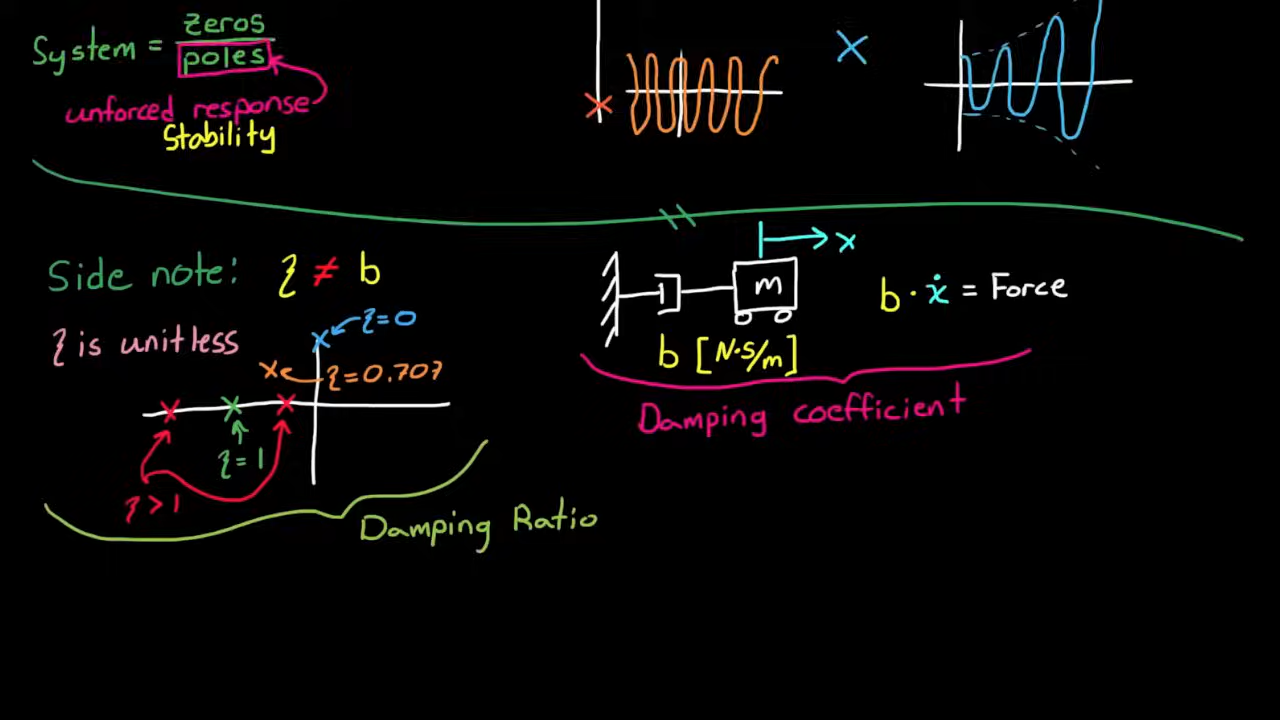 System = zeros
poles
unforced response
Stability
x
Side note: ζ ≠ b
ζ is unitless
ζ=0
ζ=0.707
ζ=1
ζ>1
Damping Ratio
m
b · ẋ = Force
b [N·s/m]
Damping coefficient